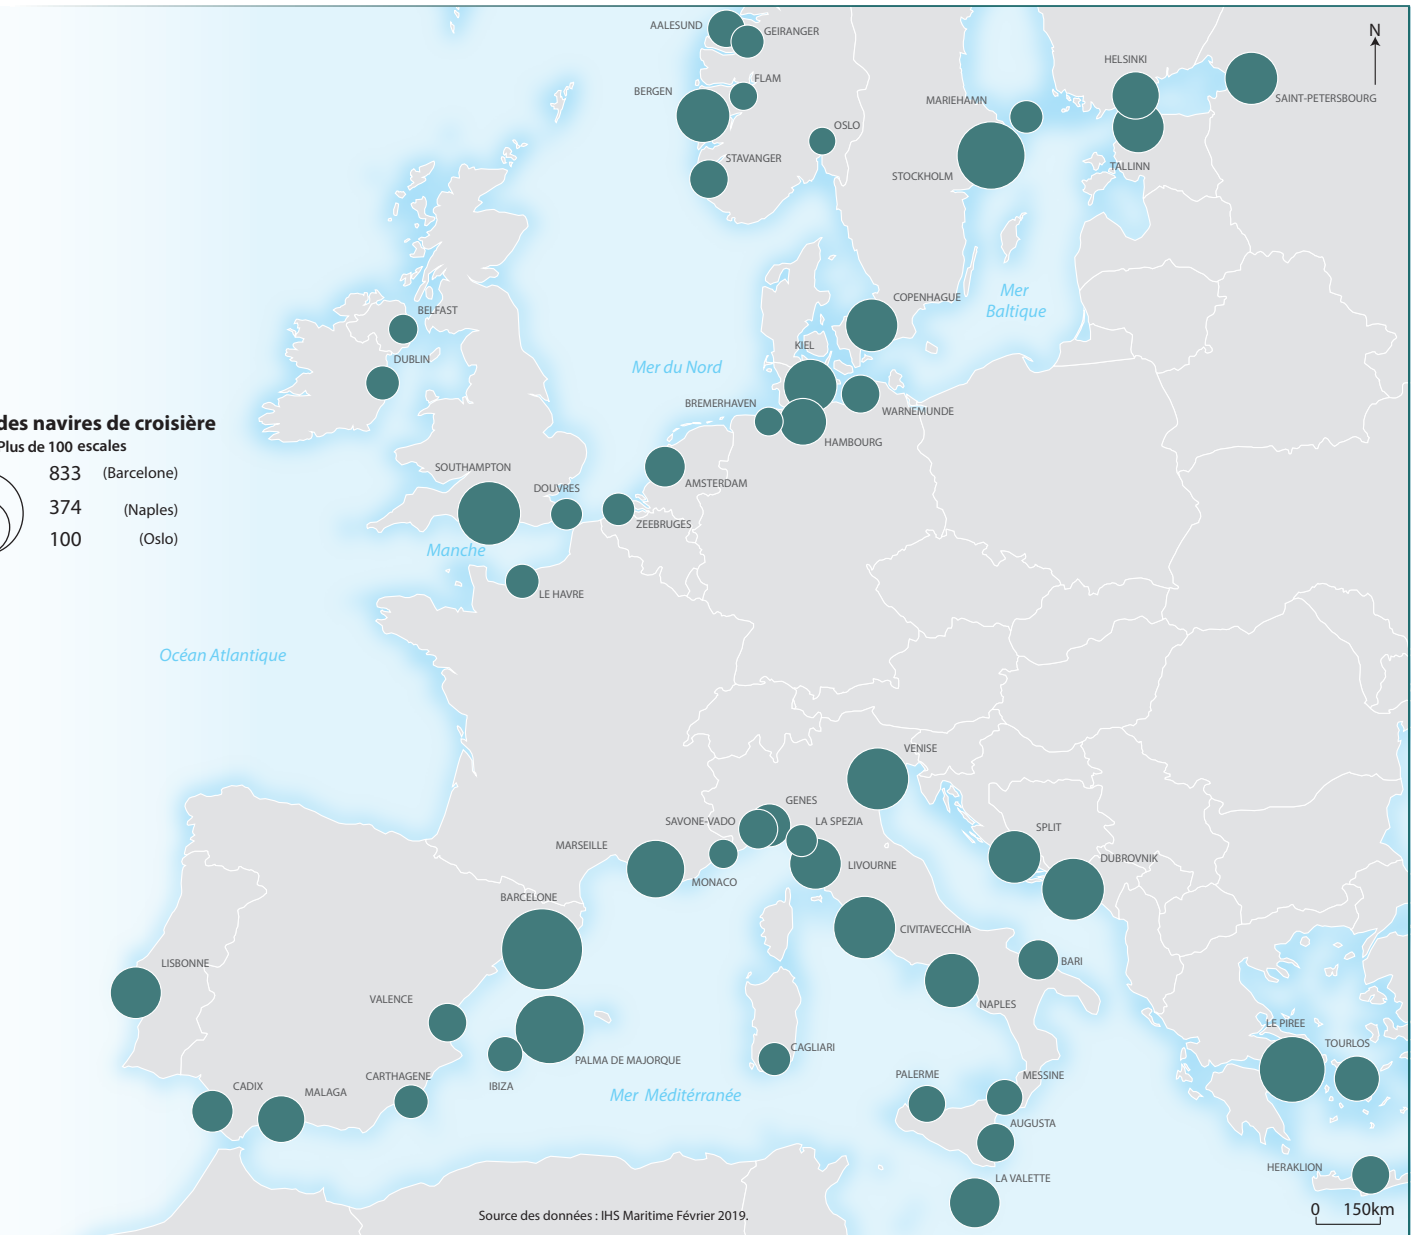 AALESUND
GEIRANGER
N
HELSINKI
FLAM
BERGEN
SAINT-PETERSBOURG
MARIEHAMN
OSLO
STAVANGER
TALLINN
STOCKHOLM
Mer
Baltique
COPENHAGUE
BELFAST
KIEL
DUBLIN
Mer du Nord
BREMERHAVEN
WARNEMUNDE
des navires de croisière
Plus de 100 escales
HAMBOURG
833 (Barcelone)
SOUTHAMPTON
DOUVRES
AMSTERDAM
374 (Naples)
ZEEBRUGES
100 (Oslo)
Manche
LE HAVRE
Océan Atlantique
VENISE
GENES
SAVONE-VADO
LA SPEZIA
SPLIT
MARSEILLE
LIVOURNE
DUBROVNIK
MONACO
BARCELONE
CIVITAVECCHIA
LISBONNE
BARI
VALENCE
NAPLES
LE PIREE
TOURLOS
CAGLIARI
PALMA DE MAJORQUE
CARTHAGENE
IBIZA
PALERME
MESSINE
CADIX
MALAGA
Mer Méditérranée
AUGUSTA
HERAKLION
LA VALETTE
Source des données : IHS Maritime Février 2019.
0 150km